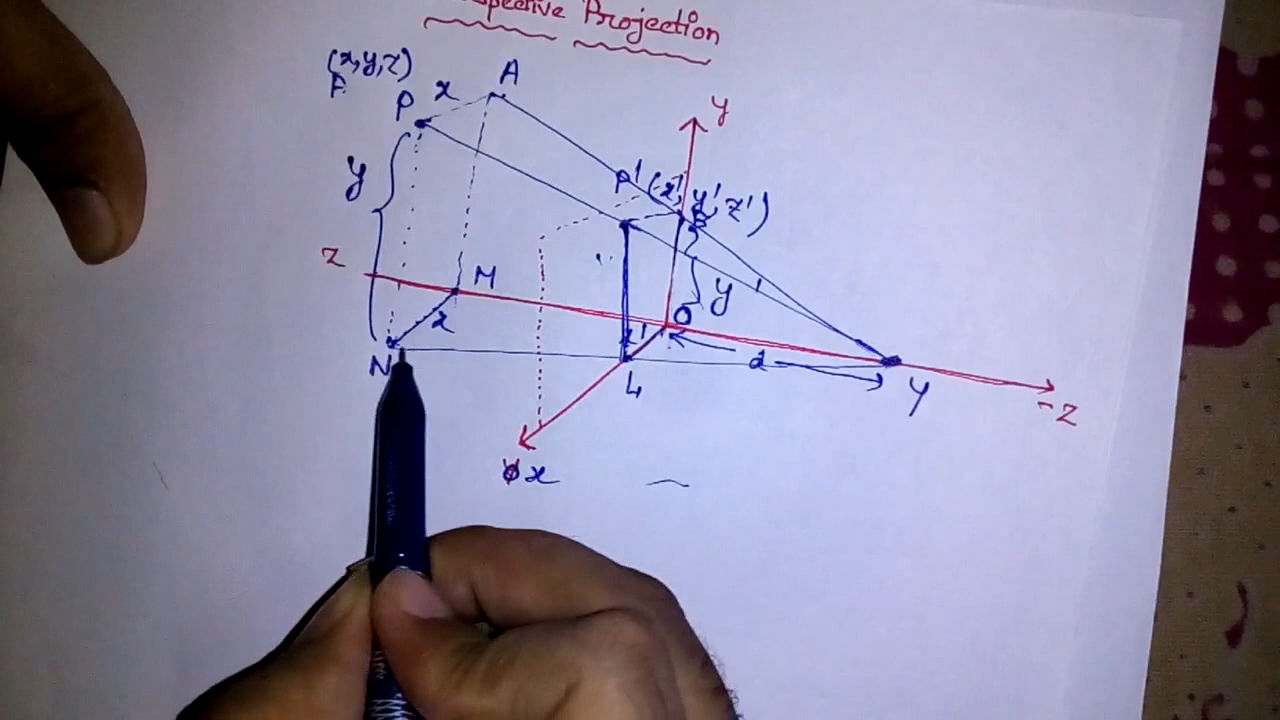 Projection
y
(x,y,z)
A
P x
y
P' (x', y', z')
B
z
M
y'
O
x
x'
N
L
d
y
-z
x